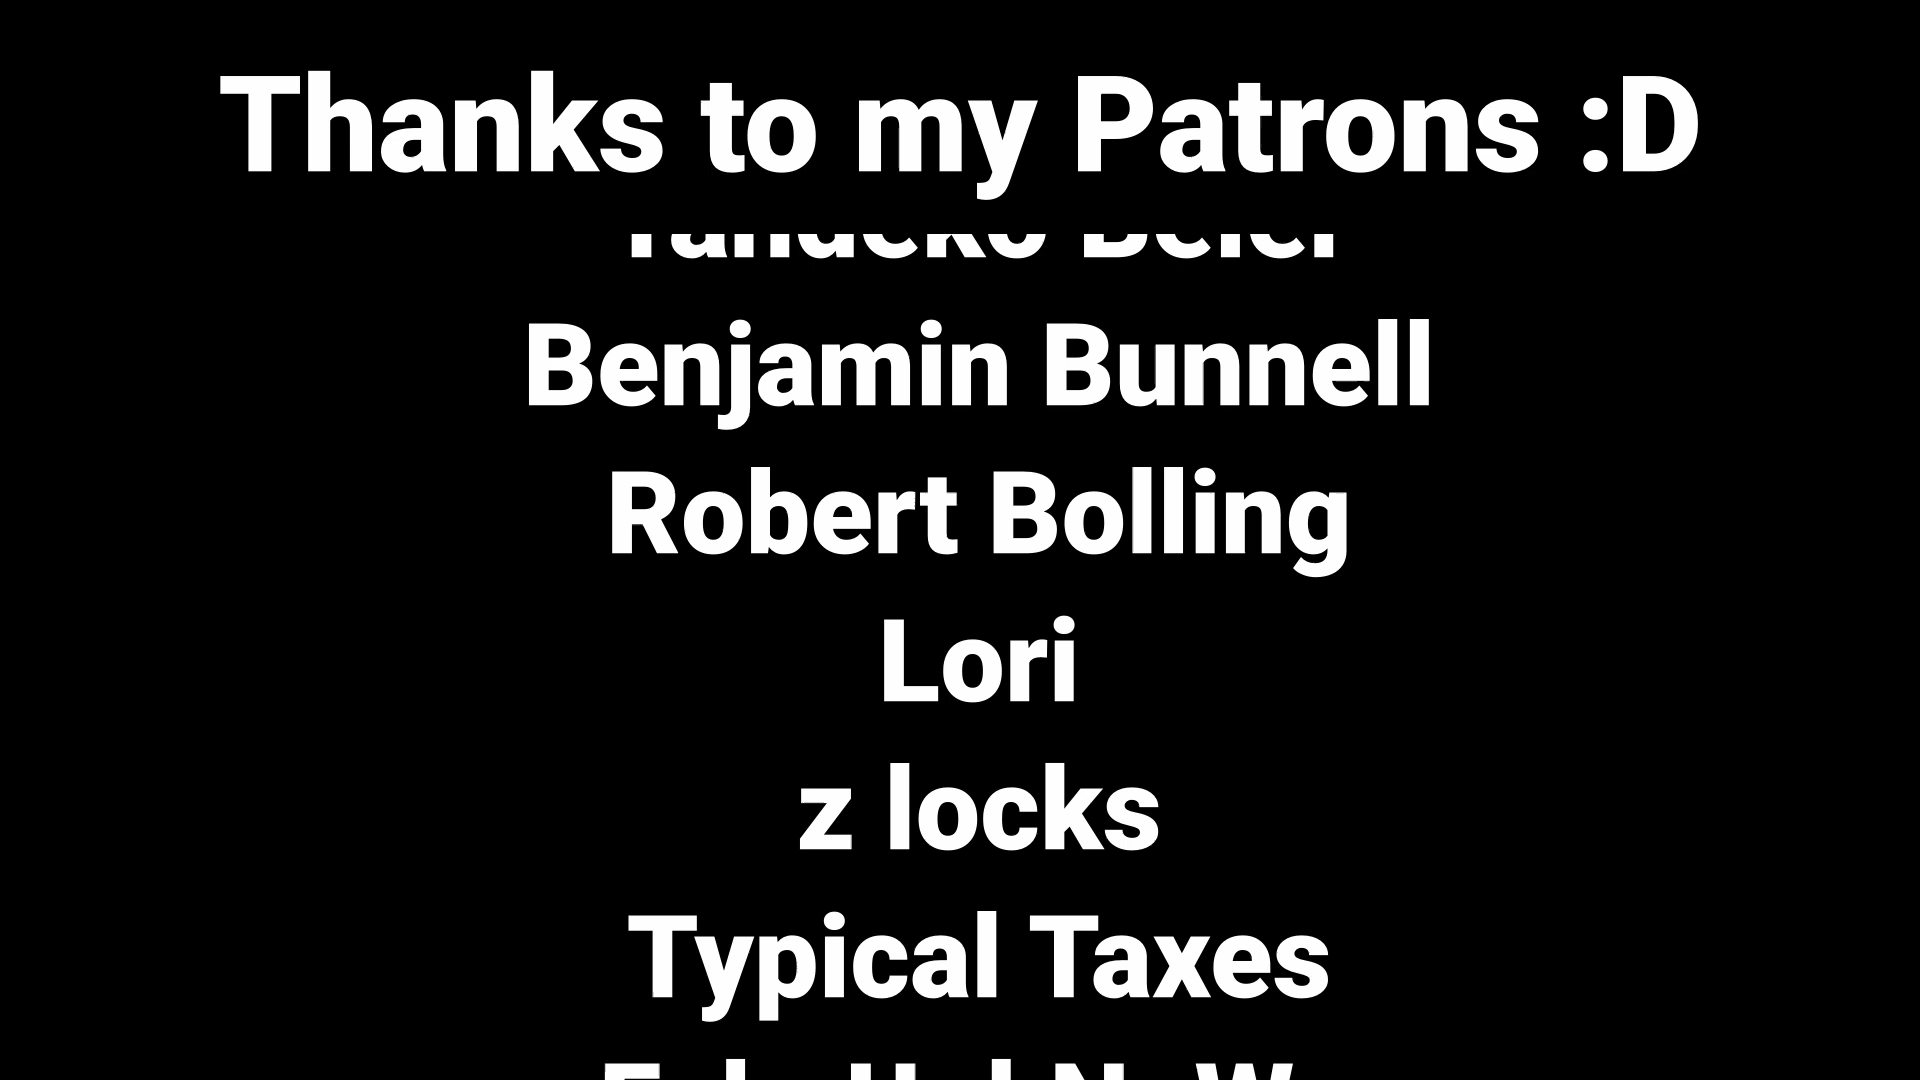 Thanks to my Patrons :D
Benjamin Bunnell
Robert Bolling
Lori
z locks
Typical Taxes